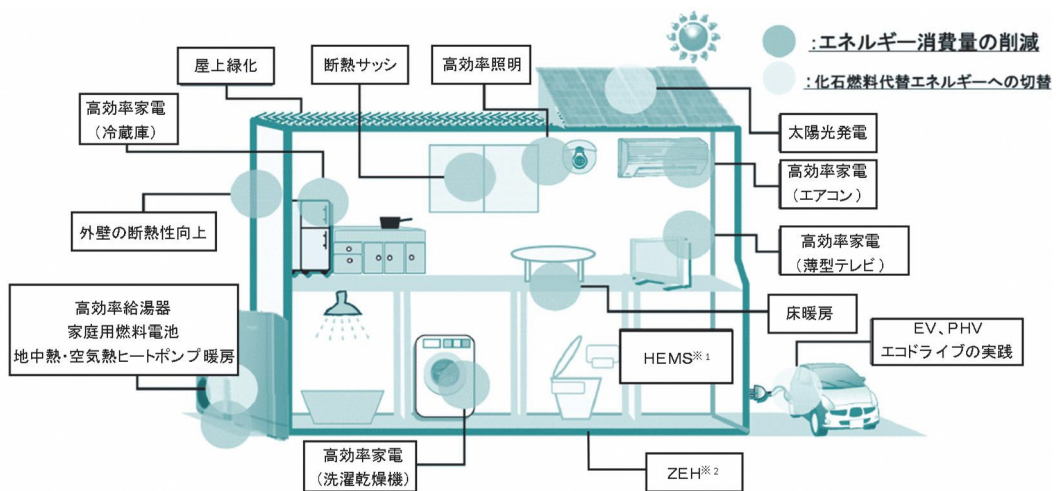 :エネルギー消費量の削減
:化石燃料代替エネルギーへの切替
屋上緑化
断熱サッシ
高効率照明
高効率家電
(冷蔵庫)
太陽光発電
高効率家電
(エアコン)
外壁の断熱性向上
高効率家電
(薄型テレビ)
高効率給湯器
家庭用燃料電池
地中熱・空気熱ヒートポンプ暖房
床暖房
HEMS※1
EV、PHV
エコドライブの実践
高効率家電
(洗濯乾燥機)
ZEH※2